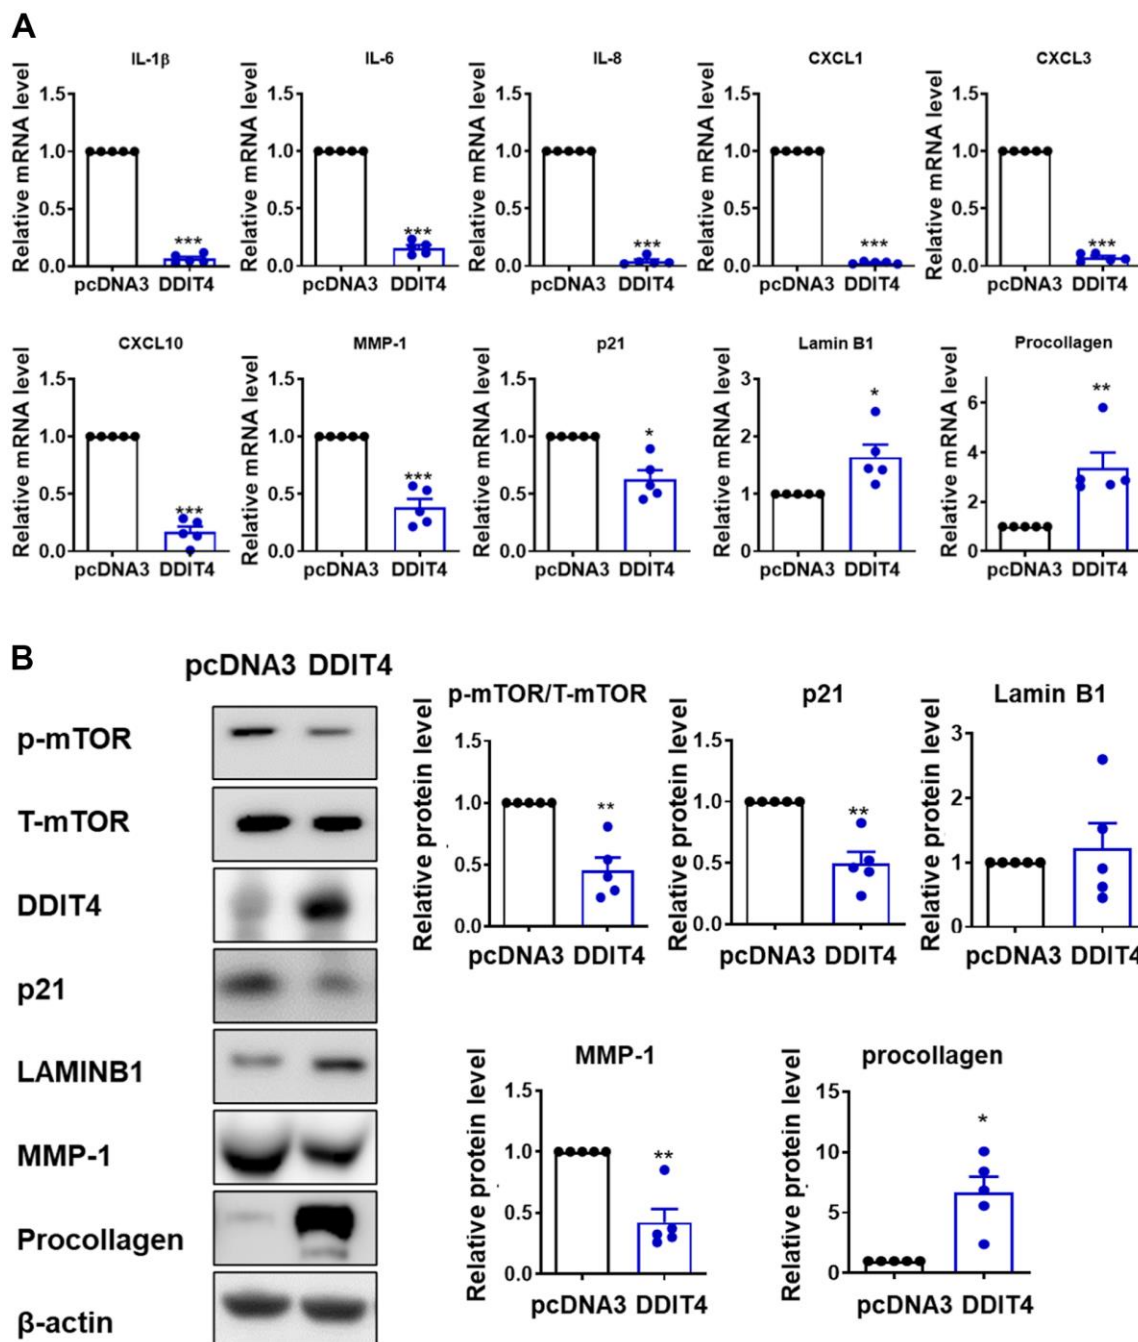 A
IL-1β IL-6 IL-8 CXCL1 CXCL3
Relative mRNA level Relative mRNA level Relative mRNA level Relative mRNA level Relative mRNA level
1.5 1.5 1.5 1.5 1.5
1.0 1.0 1.0 1.0 1.0
0.5 0.5 0.5 0.5 0.5
*** *** *** *** ***
0.0 0.0 0.0 0.0 0.0
pcDNA3 DDIT4 pcDNA3 DDIT4 pcDNA3 DDIT4 pcDNA3 DDIT4 pcDNA3 DDIT4
CXCL10 MMP-1 p21 Lamin B1 Procollagen
Relative mRNA level Relative mRNA level Relative mRNA level Relative mRNA level Relative mRNA level
1.5 1.5 1.5 3 6
1.0 1.0 1.0 2 4
0.5 0.5 0.5 1 2
*** *** * * **
0.0 0.0 0.0 0 0
pcDNA3 DDIT4 pcDNA3 DDIT4 pcDNA3 DDIT4 pcDNA3 DDIT4 pcDNA3 DDIT4
B
pcDNA3 DDIT4
p-mTOR
T-mTOR
DDIT4
p21
LAMINB1
MMP-1
Procollagen
β-actin
p-mTOR/T-mTOR p21 Lamin B1
Relative protein level Relative protein level Relative protein level
1.5 1.5 3
1.0 1.0 2
** **
0.5 0.5 1
0.0 0.0 0
pcDNA3 DDIT4 pcDNA3 DDIT4 pcDNA3 DDIT4
MMP-1 procollagen
Relative protein level Relative protein level
1.5 15
1.0 10
** *
0.5 5
0.0 0
pcDNA3 DDIT4 pcDNA3 DDIT4